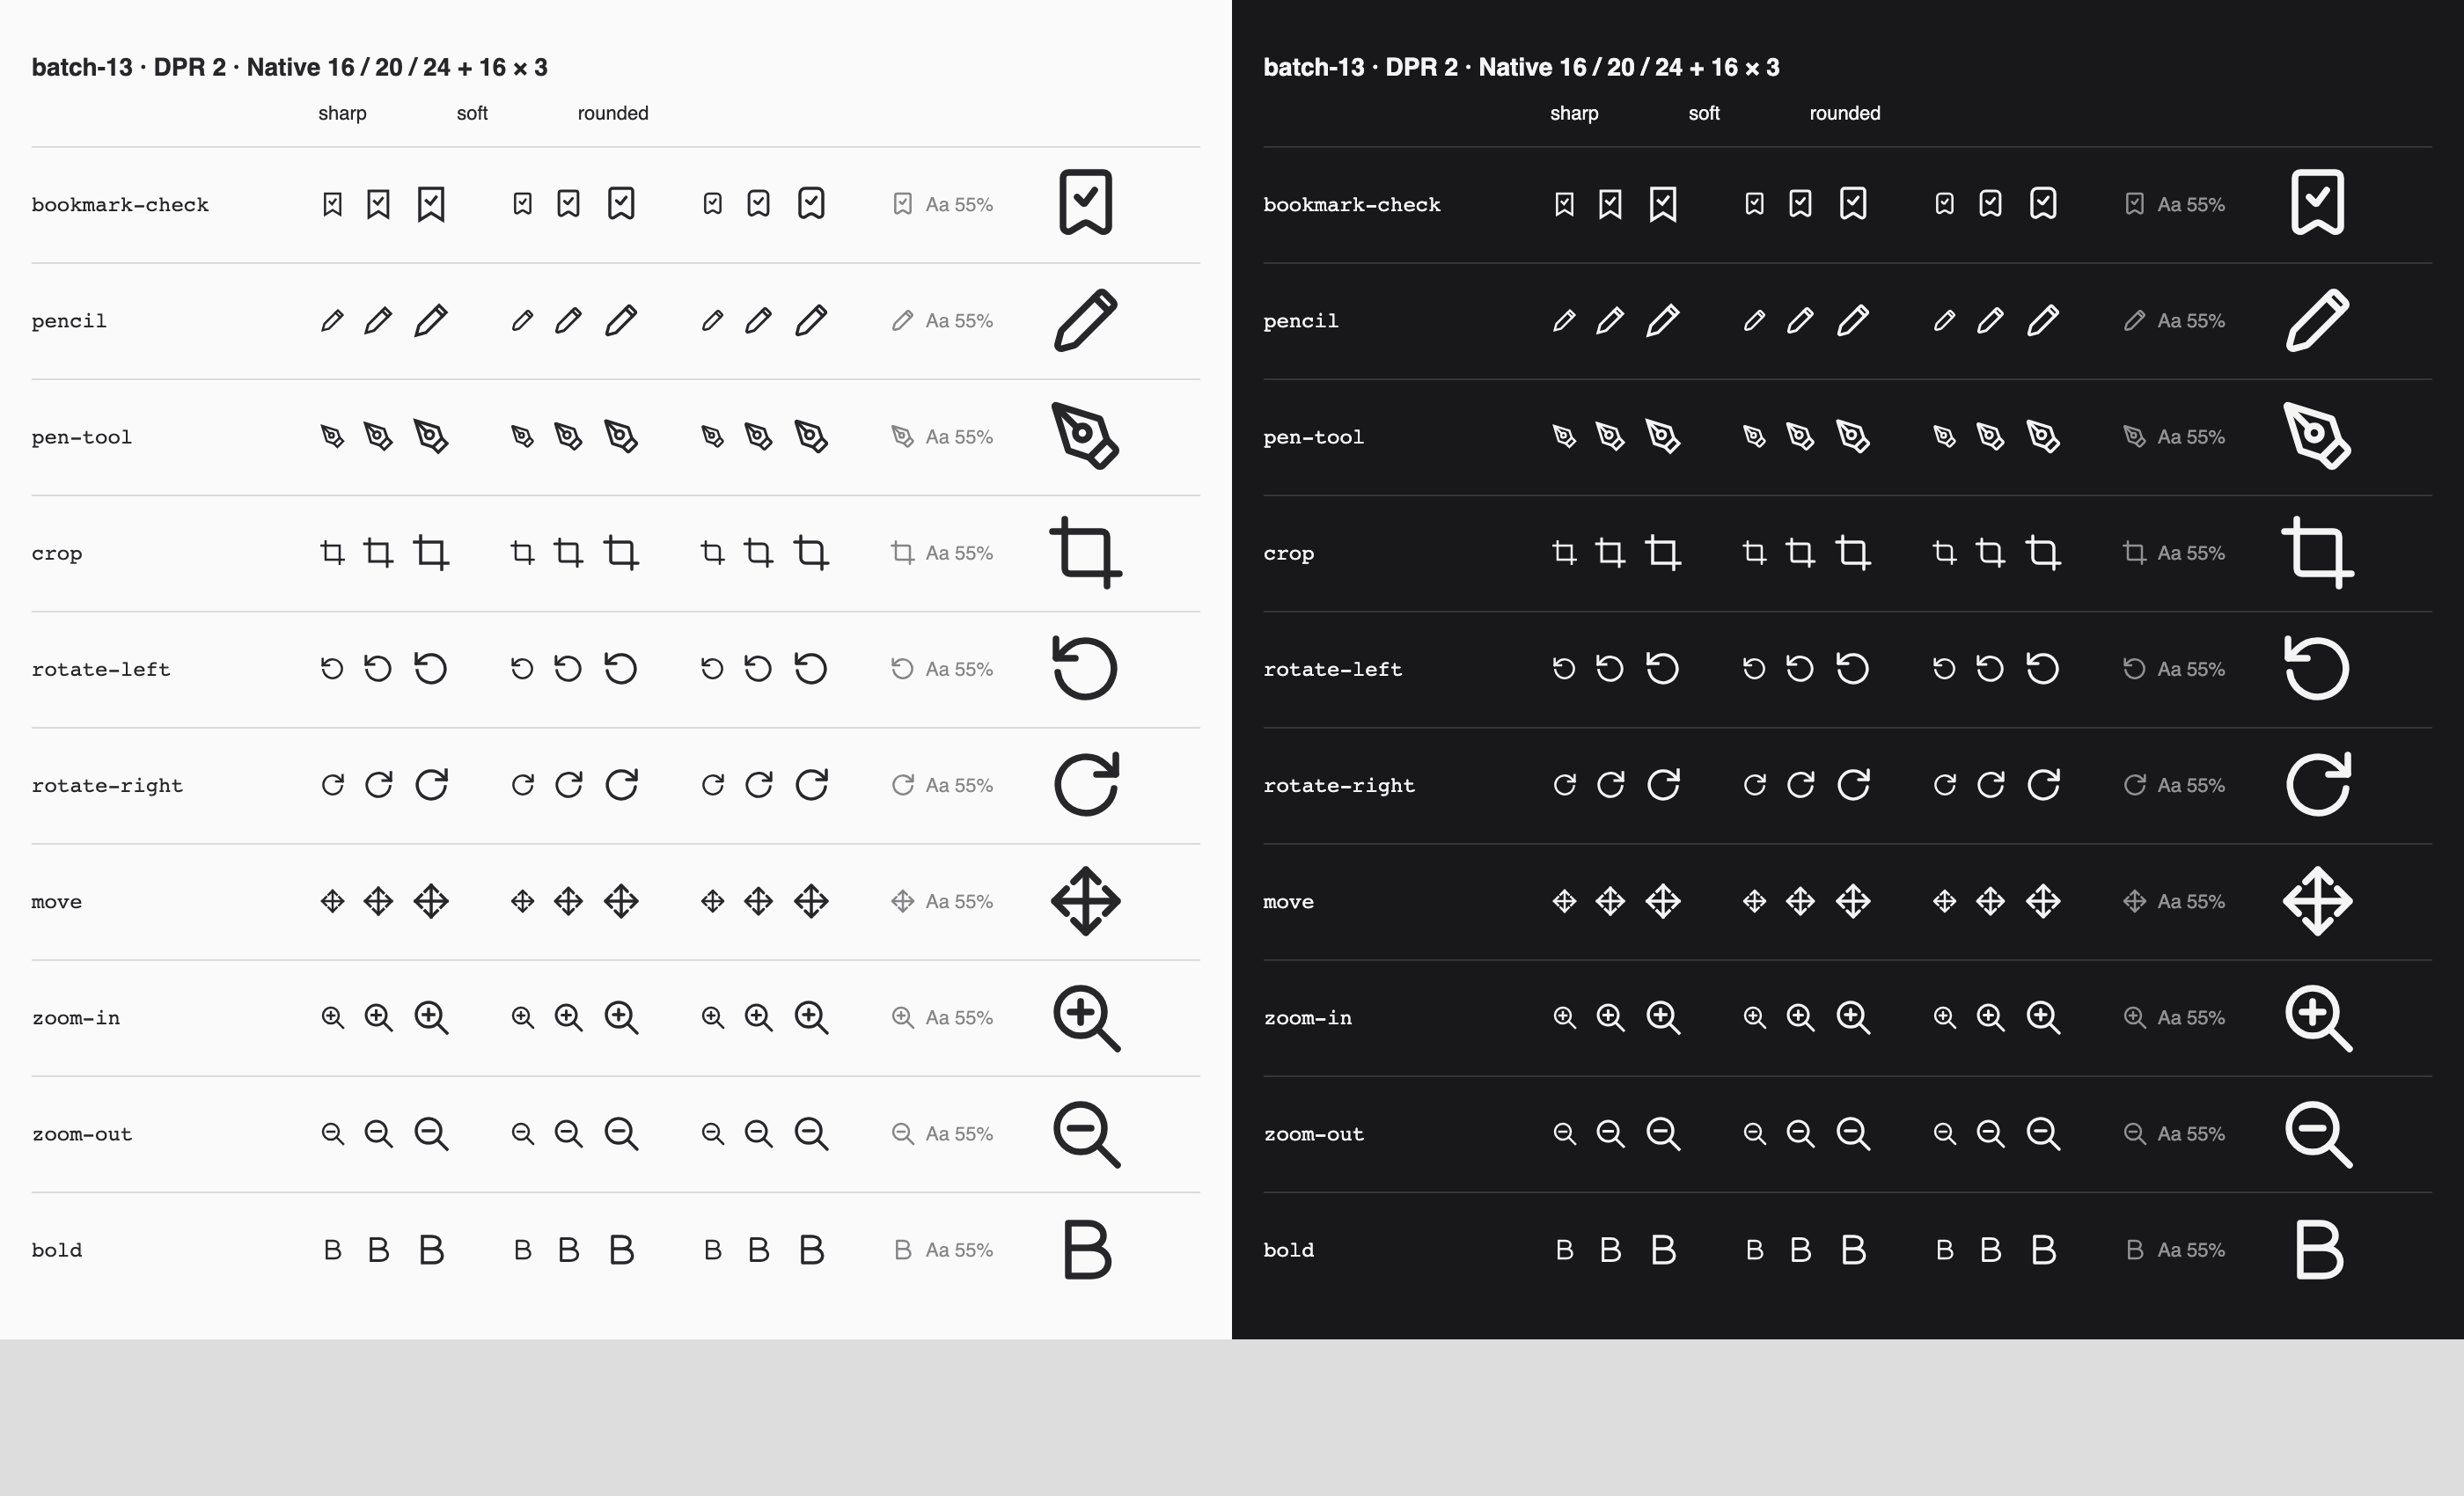 batch-13 · DPR 2 · Native 16 / 20 / 24 + 16 × 3
sharp soft rounded
bookmark-check Aa 55%
pencil Aa 55%
pen-tool Aa 55%
crop Aa 55%
rotate-left Aa 55%
rotate-right Aa 55%
move Aa 55%
zoom-in Aa 55%
zoom-out Aa 55%
bold Aa 55%
batch-13 · DPR 2 · Native 16 / 20 / 24 + 16 × 3
sharp soft rounded
bookmark-check Aa 55%
pencil Aa 55%
pen-tool Aa 55%
crop Aa 55%
rotate-left Aa 55%
rotate-right Aa 55%
move Aa 55%
zoom-in Aa 55%
zoom-out Aa 55%
bold Aa 55%